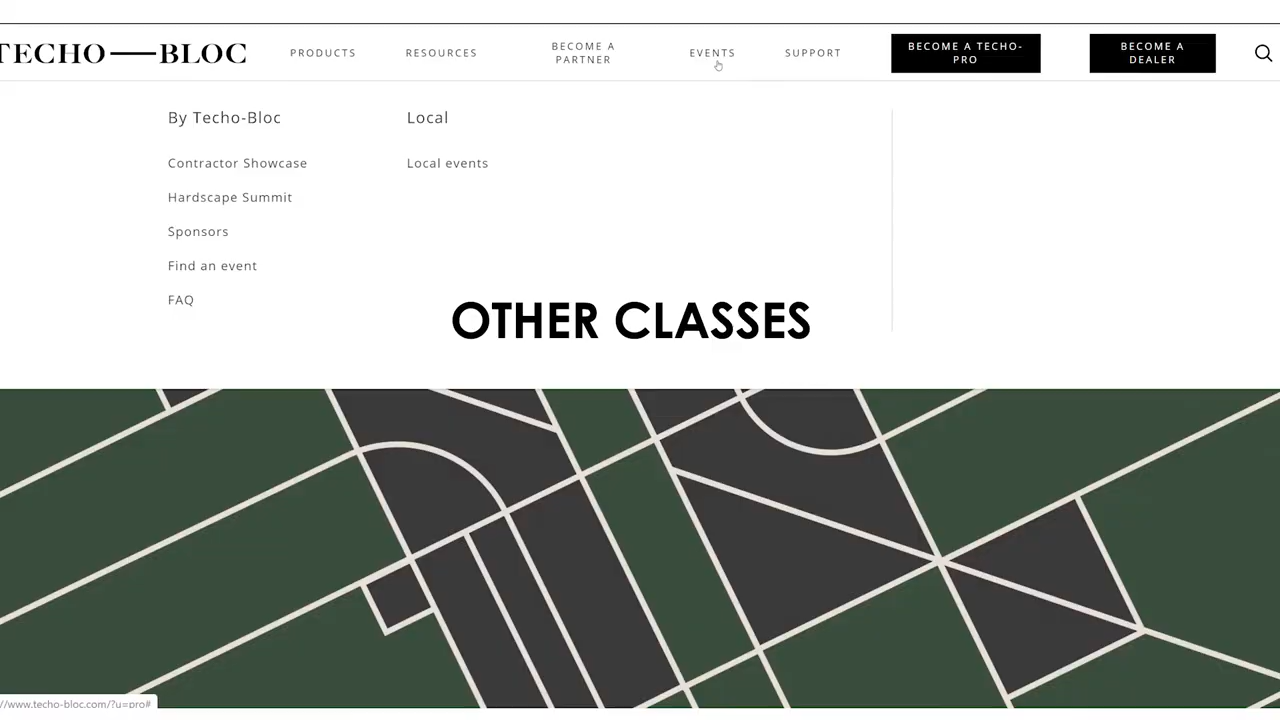 TECHO—BLOC
PRODUCTS
RESOURCES
BECOME A
PARTNER
EVENTS
SUPPORT
BECOME A TECHO-
PRO
BECOME A
DEALER
By Techo-Bloc
Local
Contractor Showcase
Local events
Hardscape Summit
Sponsors
Find an event
FAQ
OTHER CLASSES
//www.techo-bloc.com/?u=pro#